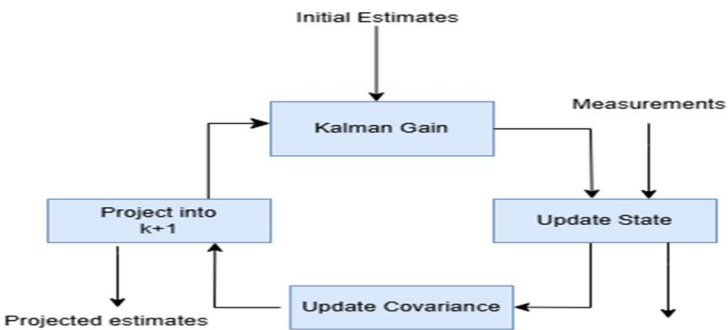 Initial Estimates
Measurements
Kalman Gain
Project into
k+1
Update State
Update Covariance
Projected estimates